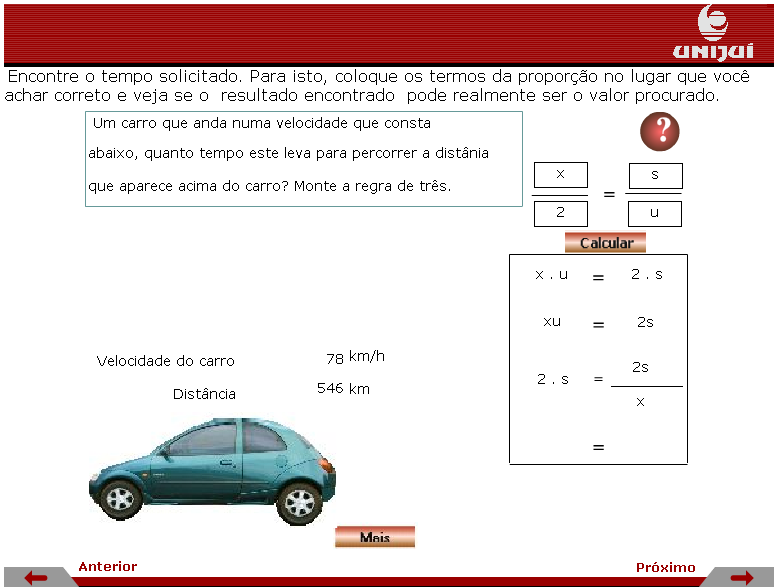 UNIJUÍ
Encontre o tempo solicitado. Para isto, coloque os termos da proporção no lugar que você
achar correto e veja se o resultado encontrado pode realmente ser o valor procurado.
Um carro que anda numa velocidade que consta
abaixo, quanto tempo este leva para percorrer a distânia
que aparece acima do carro? Monte a regra de três.
?
x = s
2 u
Calcular
x . u = 2 . s
xu = 2s
2 . s = 2s
x
=
Velocidade do carro 78 km/h
Distância 546 km
Mais
Anterior
Próximo